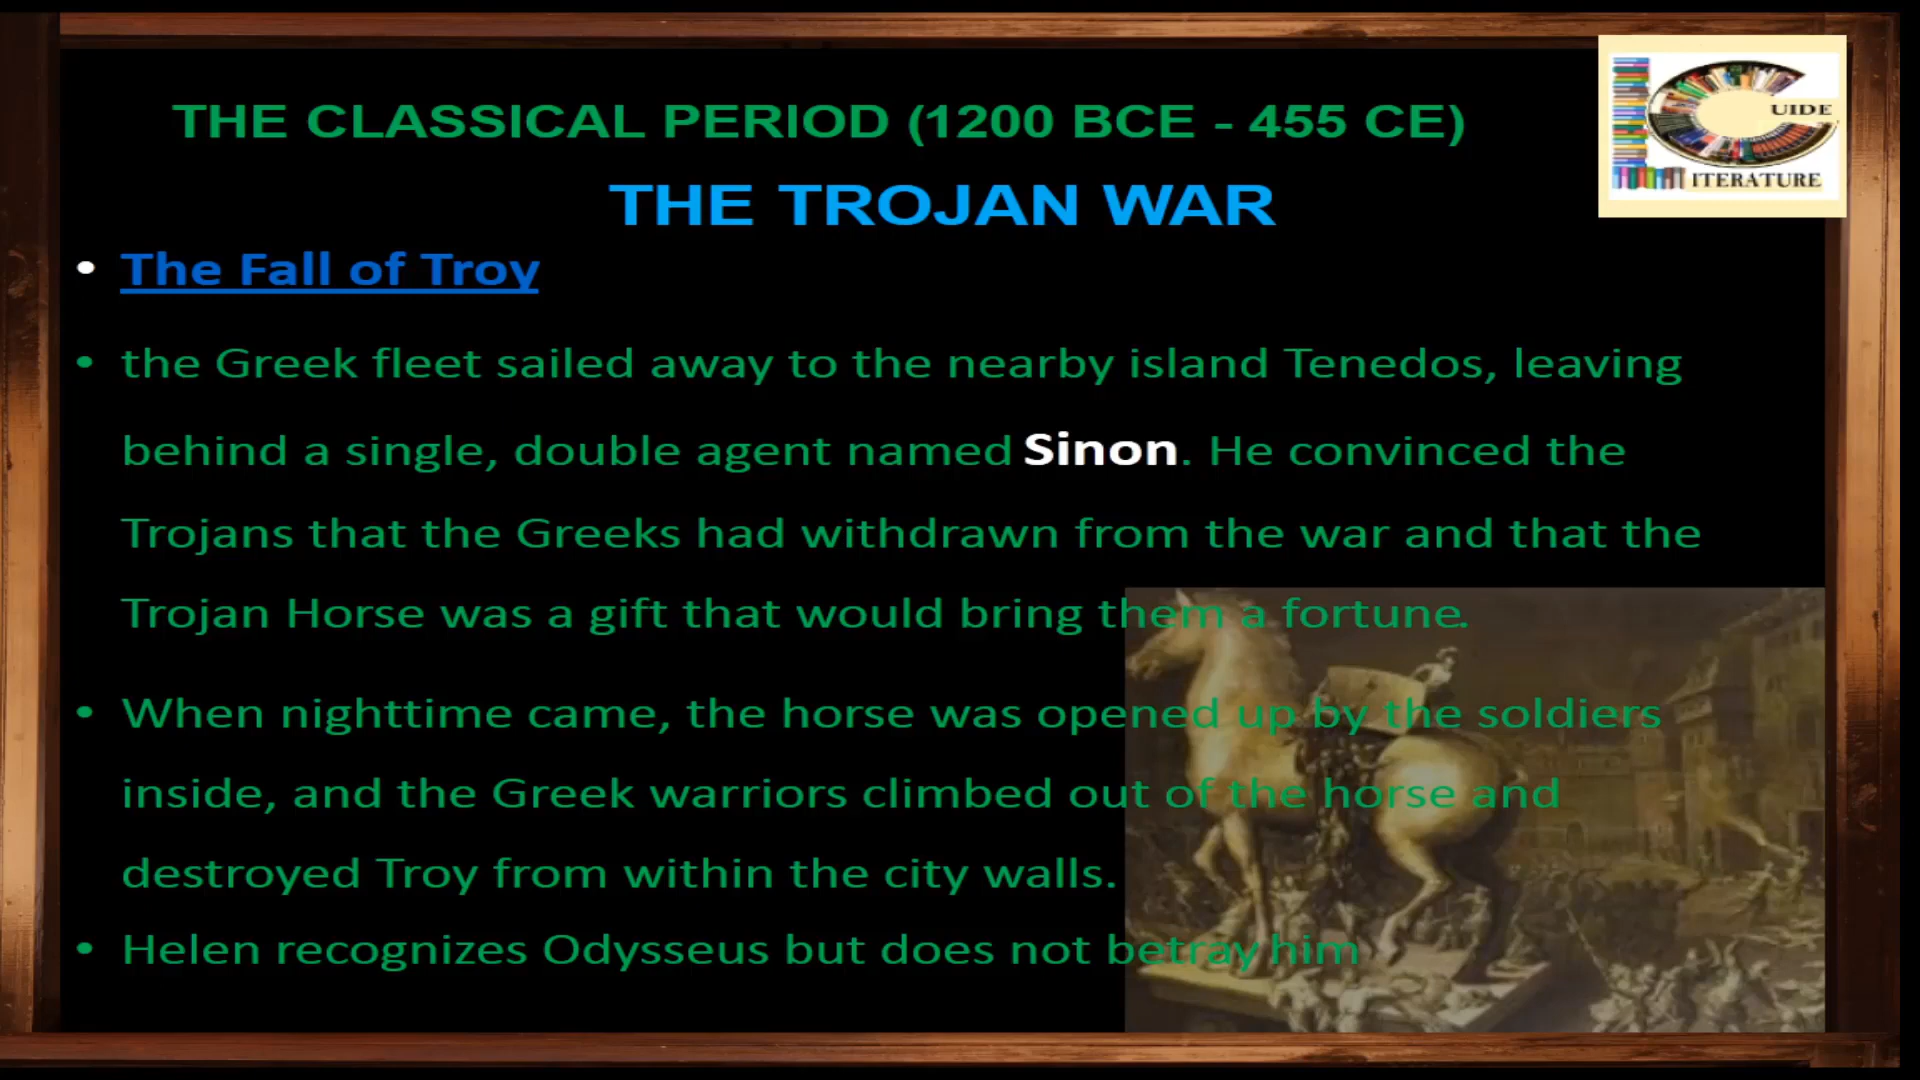 THE CLASSICAL PERIOD (1200 BCE - 455 CE)
UIDE
ITERATURE
THE TROJAN WAR
• The Fall of Troy
• the Greek fleet sailed away to the nearby island Tenedos, leaving
behind a single, double agent named Sinon. He convinced the
Trojans that the Greeks had withdrawn from the war and that the
Trojan Horse was a gift that would bring them a fortune.
• When nighttime came, the horse was opened up by the soldiers
inside, and the Greek warriors climbed out of the horse and
destroyed Troy from within the city walls.
• Helen recognizes Odysseus but does not betray him